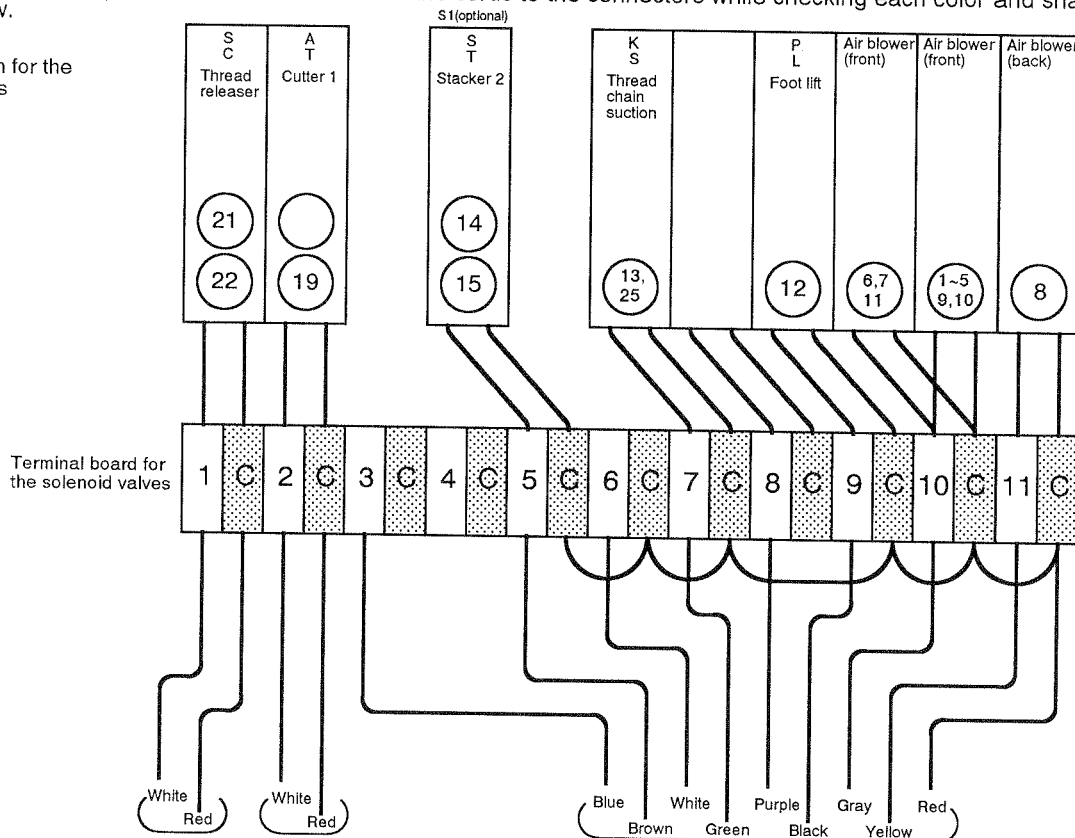 the connectors while checking each color and
S1(optional)
n for the
s
S
C
Thread
releaser
21
22
A
T
Cutter 1
19
S
T
Stacker 2
14
15
K
S
Thread
chain
suction
13,
25
P
L
Foot lift
12
Air blower
(front)
6,7
11
Air blower
(front)
1~5
9,10
Air blower
(back)
8
Terminal board for
the solenoid valves
1 C 2 C 3 C 4 C 5 C 6 C 7 C 8 C 9 C 10 C 11 C
White
Red
White
Red
Blue
Brown
White
Green
Purple
Black
Gray
Yellow
Red